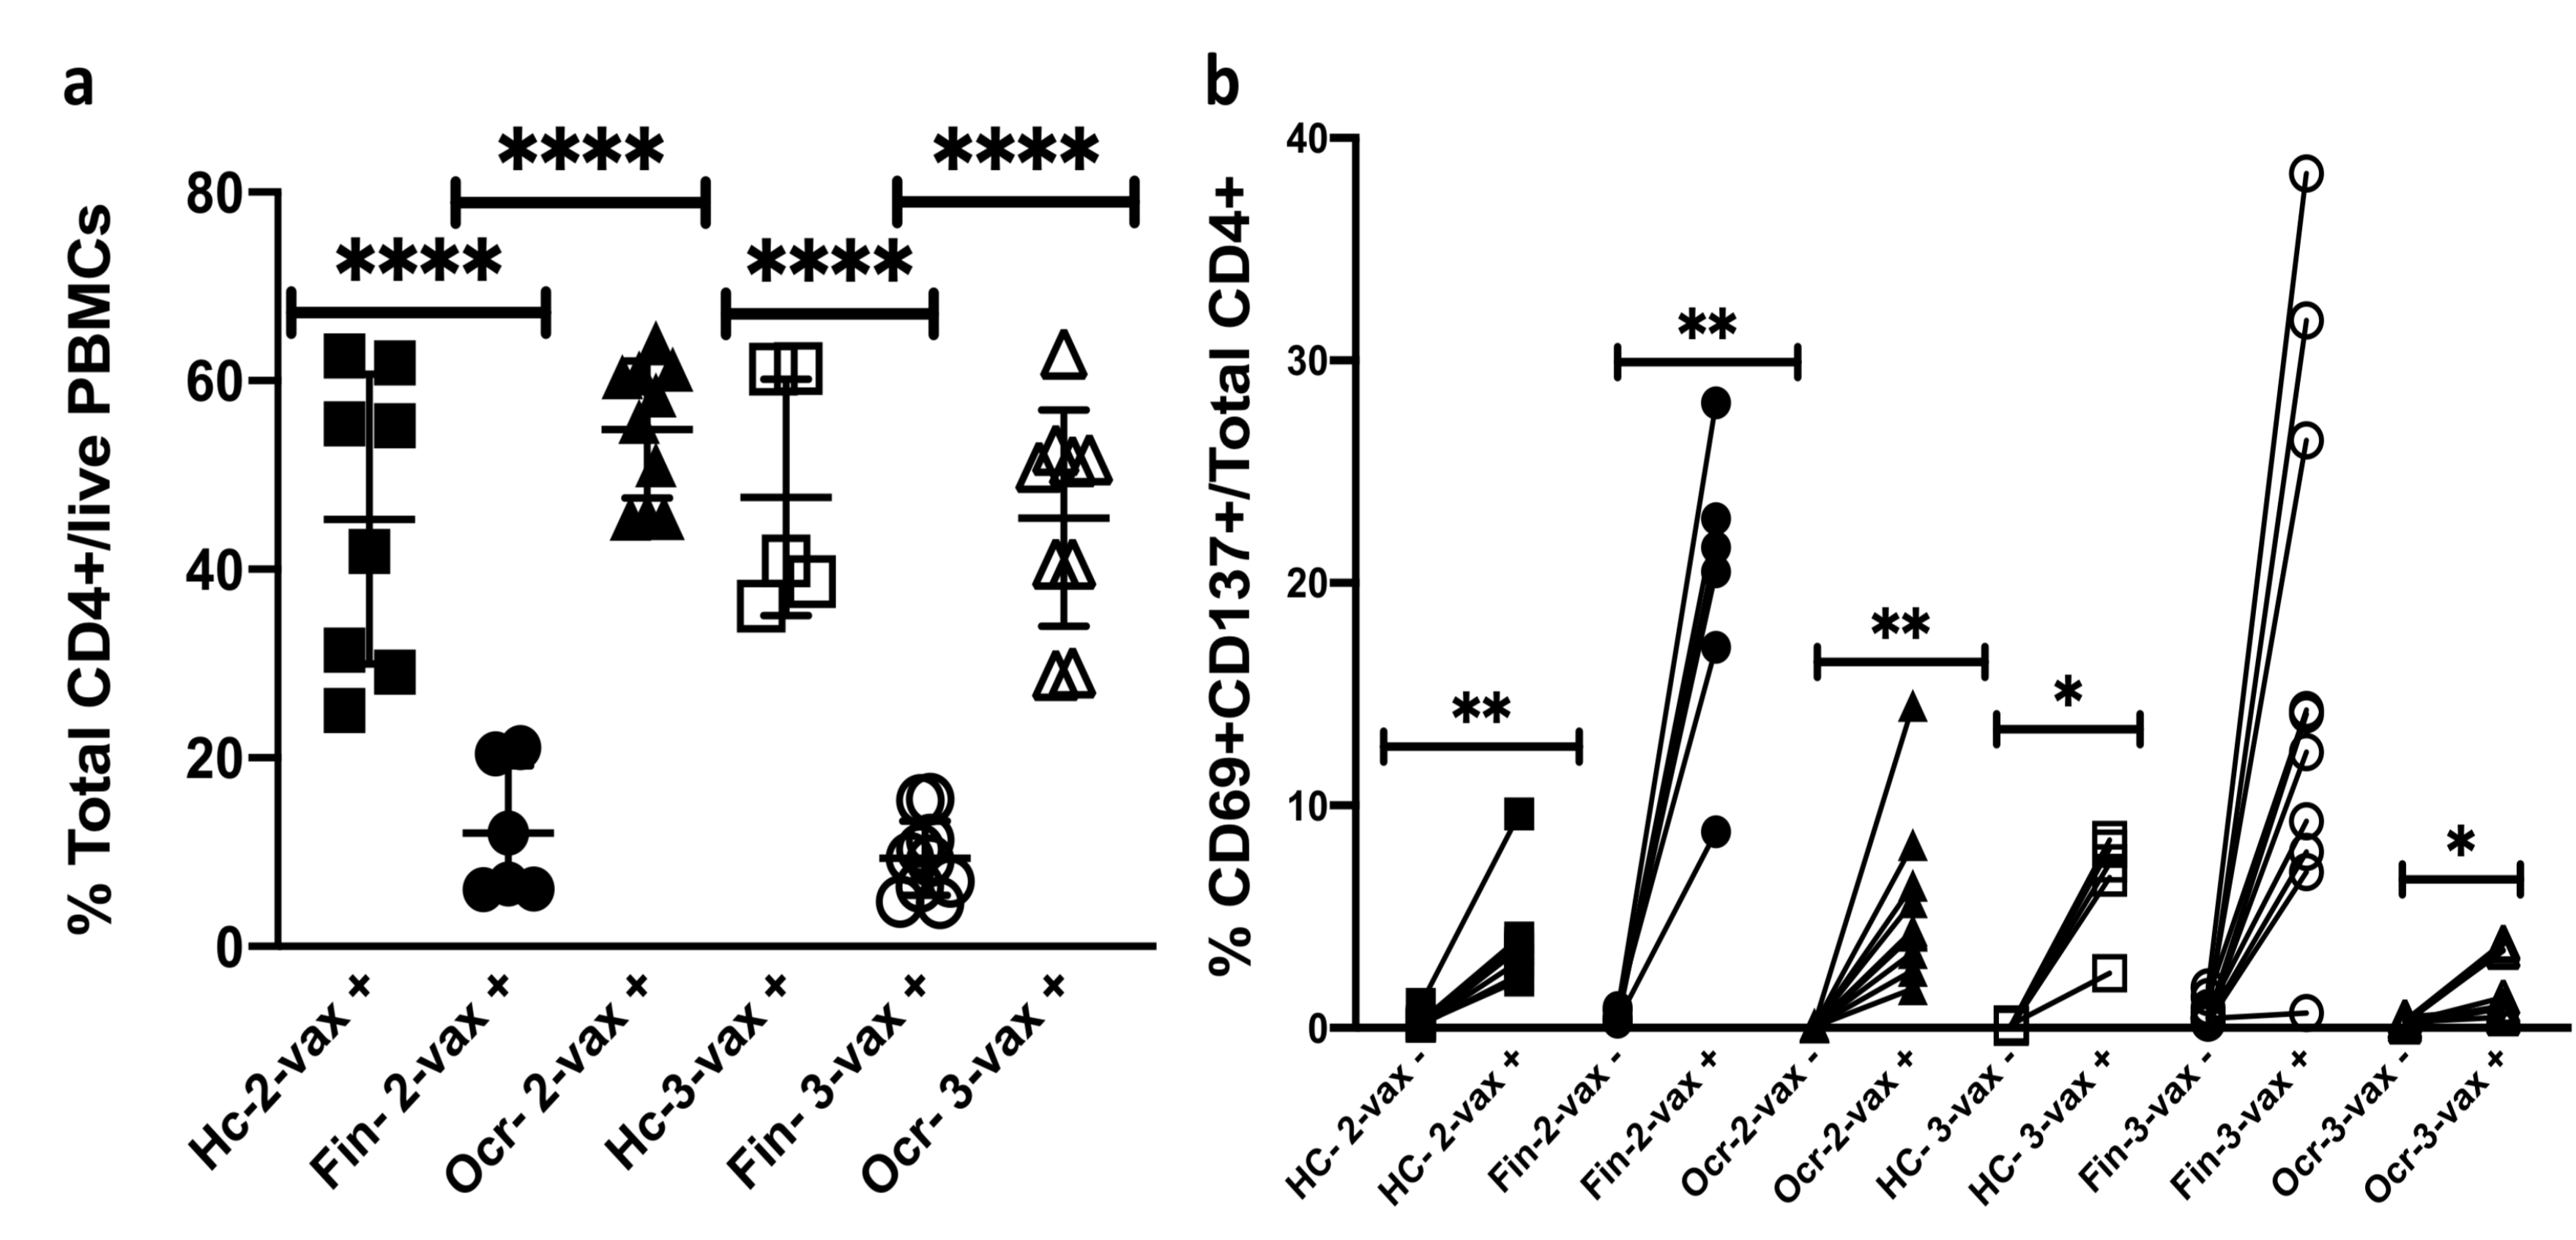 a
% Total CD4+/live PBMCs
80
60
40
20
0
****
****
****
****
Hc-2-vax +
Fin- 2-vax +
Ocr- 2-vax +
Hc-3-vax +
Fin- 3-vax +
Ocr- 3-vax +
b
% CD69+CD137+/Total CD4+
40
30
20
10
0
**
**
**
*
*
HC- 2-vax -
HC- 2-vax +
Fin-2-vax -
Fin-2-vax +
Ocr-2-vax -
Ocr-2-vax +
HC- 3-vax -
HC- 3-vax +
Fin-3-vax -
Fin-3-vax +
Ocr-3-vax -
Ocr-3-vax +